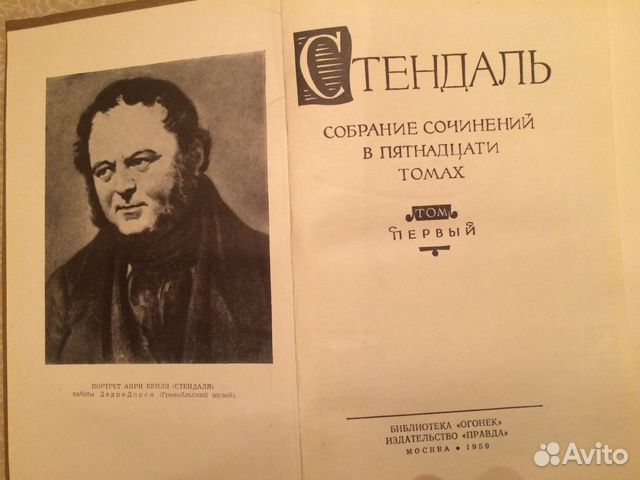 ПОРТРЕТ АНРИ БЕЙЛЯ (СТЕНДАЛЯ)
работы ДедреДорси (Гренобльский музей).
СТЕНДАЛЬ
СОБРАНИЕ СОЧИНЕНИЙ
В ПЯТНАДЦАТИ
ТОМАХ
ТОМ
ПЕРВЫЙ
БИБЛИОТЕКА «ОГОНЕК»
ИЗДАТЕЛЬСТВО «ПРАВДА»
МОСКВА • 1959
Avito